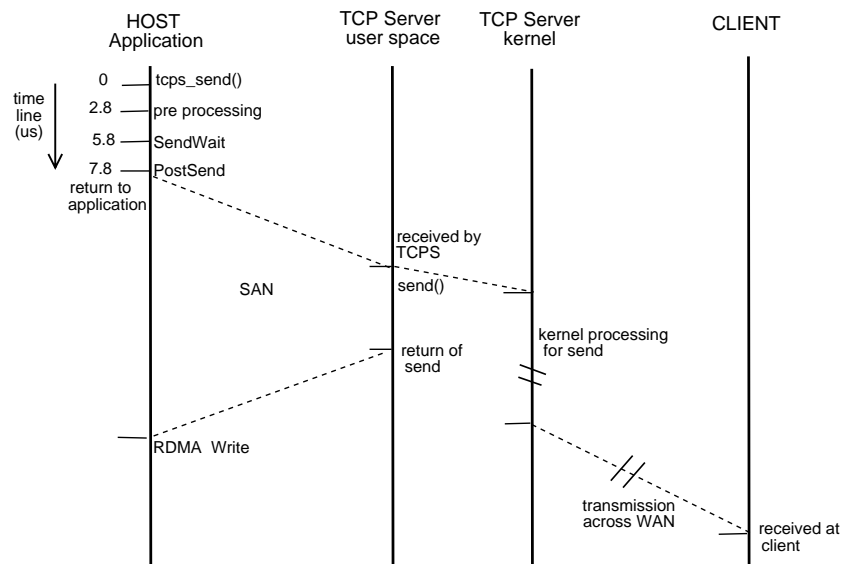 HOST
Application
TCP Server
user space
TCP Server
kernel
CLIENT
time
line
(us)
0 tcps_send()
2.8 pre processing
5.8 SendWait
7.8 PostSend
return to
application
received by
TCPS
send()
SAN
kernel processing
for send
return of
send
RDMA Write
transmission
across WAN
received at
client